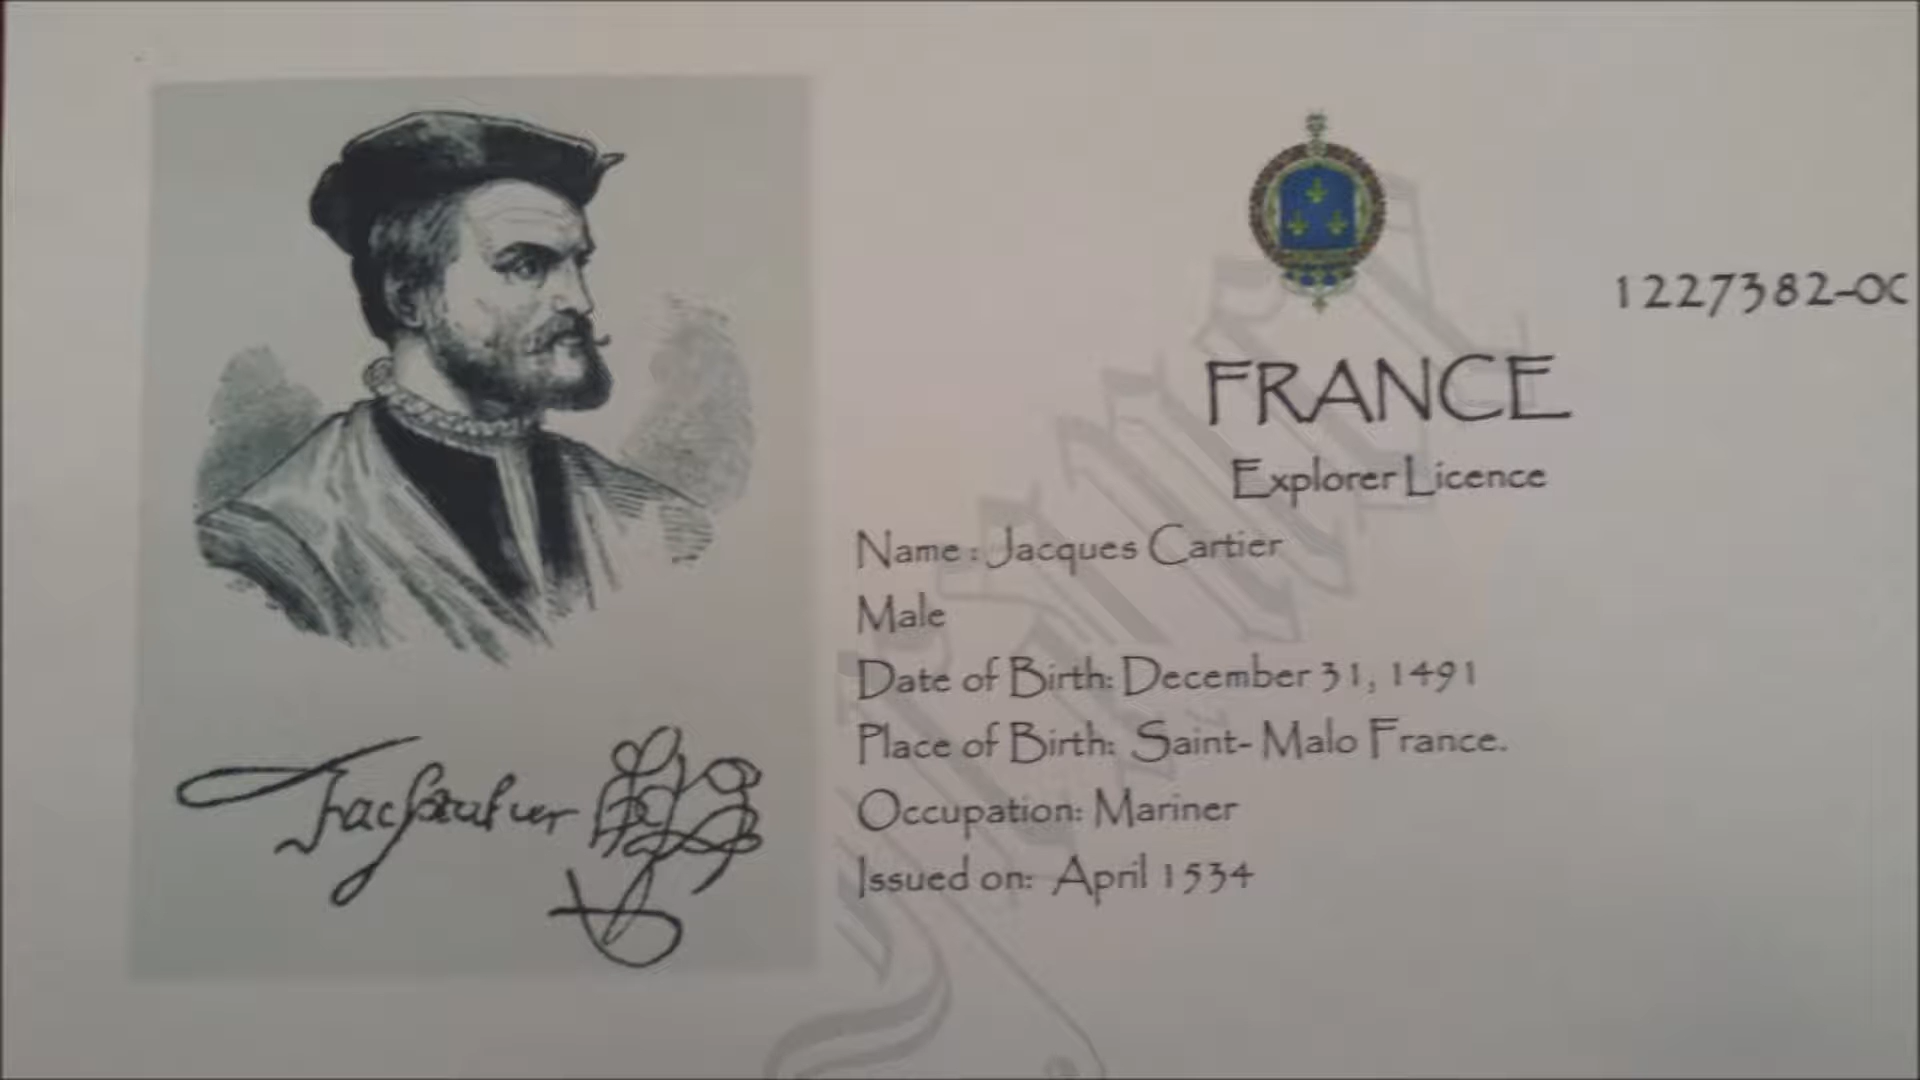 1227382-OC
FRANCE
Explorer Licence
Name : Jacques Cartier
Male
Date of Birth: December 31, 1491
Place of Birth: Saint- Malo France.
Occupation: Mariner
Issued on: April 1534